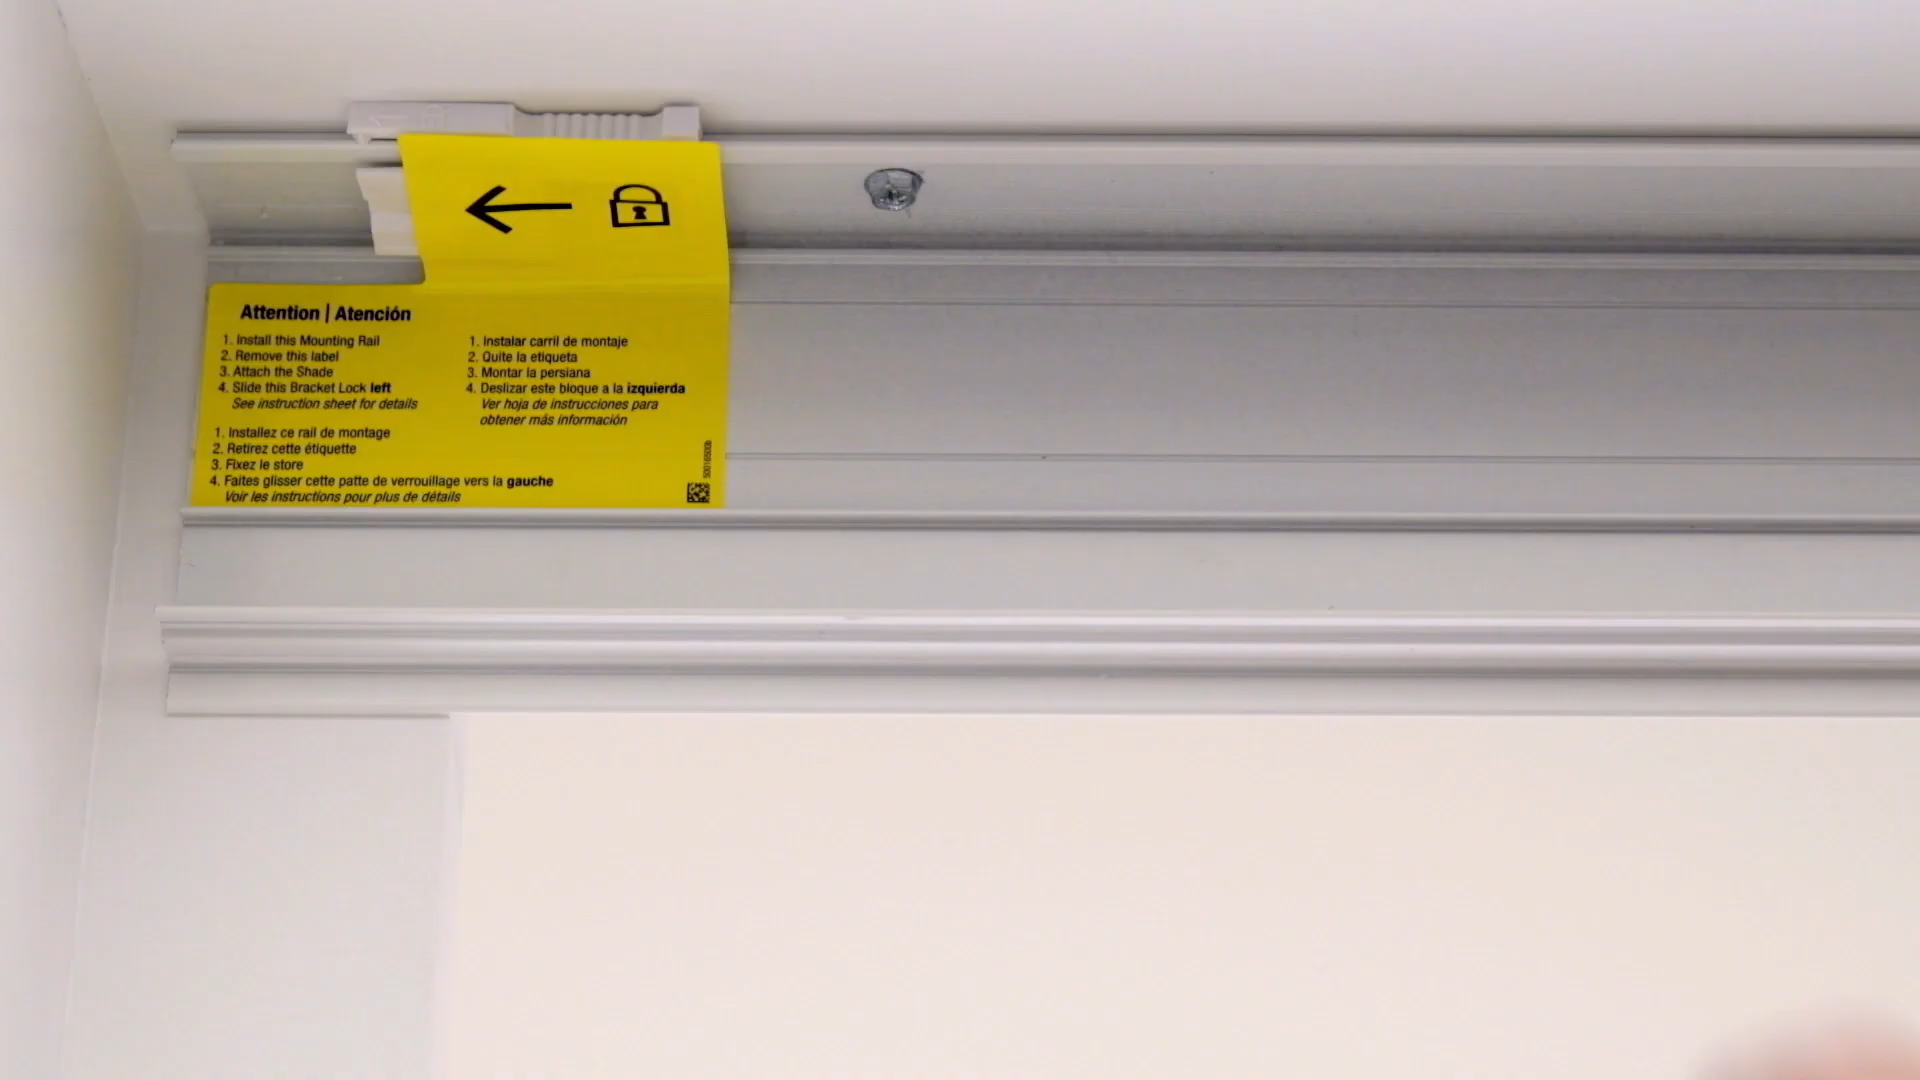 Attention | Atención
1. Install this Mounting Rail
2. Remove this label
3. Attach the Shade
4. Slide this Bracket Lock left
See instruction sheet for details
1. Instalar carril de montaje
2. Quite la etiqueta
3. Montar la persiana
4. Deslizar este bloque a la izquierda
Ver hoja de instrucciones para
obtener más información
1. Installez ce rail de montage
2. Retirez cette étiquette
3. Fixez le store
4. Faites glisser cette patte de verrouillage vers la gauche
Voir les instructions pour plus de détails